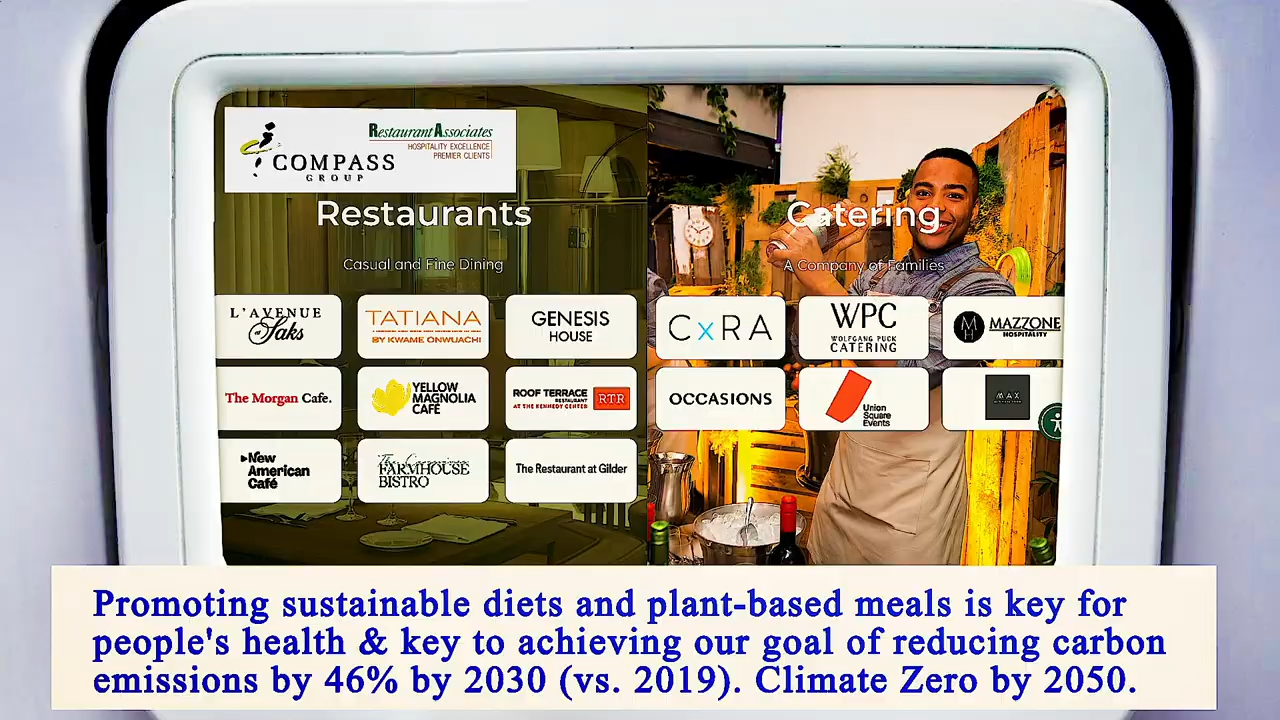 COMPASS
GROUP
Restaurant Associates
HOSPITALITY EXCELLENCE
PREMIER CLIENTS
Restaurants
Casual and Fine Dining
L'AVENUE
at Saks
TATIANA
BY KWAME ONWUACHI
GENESIS
HOUSE
The Morgan Cafe.
YELLOW
MAGNOLIA
CAFÉ
ROOF TERRACE
RESTAURANT
AT THE KENNEDY CENTER
RTR
New
American
Café
FARMHOUSE
BISTRO
The Restaurant at Gilder
Catering
A Company of Families
CxRA
WPC
WOLFGANG PUCK
CATERING
MH
MAZZONE
HOSPITALITY
OCCASIONS
Union
Square
Events
MAX
Promoting sustainable diets and plant-based meals is key for
people's health & key to achieving our goal of reducing carbon
emissions by 46% by 2030 (vs. 2019). Climate Zero by 2050.